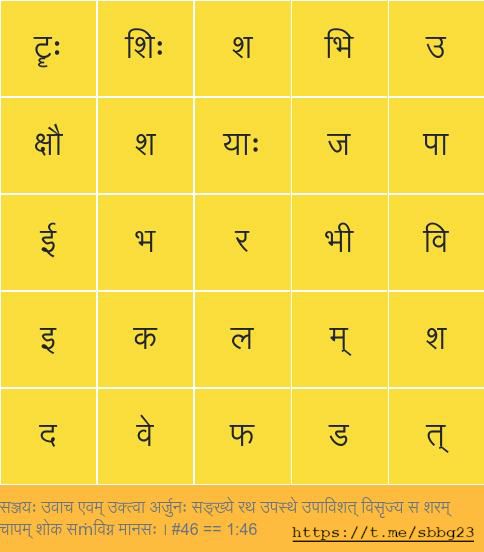 टॄः शिः श भि उ
क्षौ श याः ज पा
ई भ र भी वि
इ क ल म् श
द वे फ ड त्
सञ्जयः उवाच एवम् उक्त्वा अर्जुनः सङ्ख्ये रथ उपस्थे उपाविशत् विसृज्य स शरम्
चापम् शोक सṁविग्न मानसः । #46 == 1:46 https://t.me/sbbg23